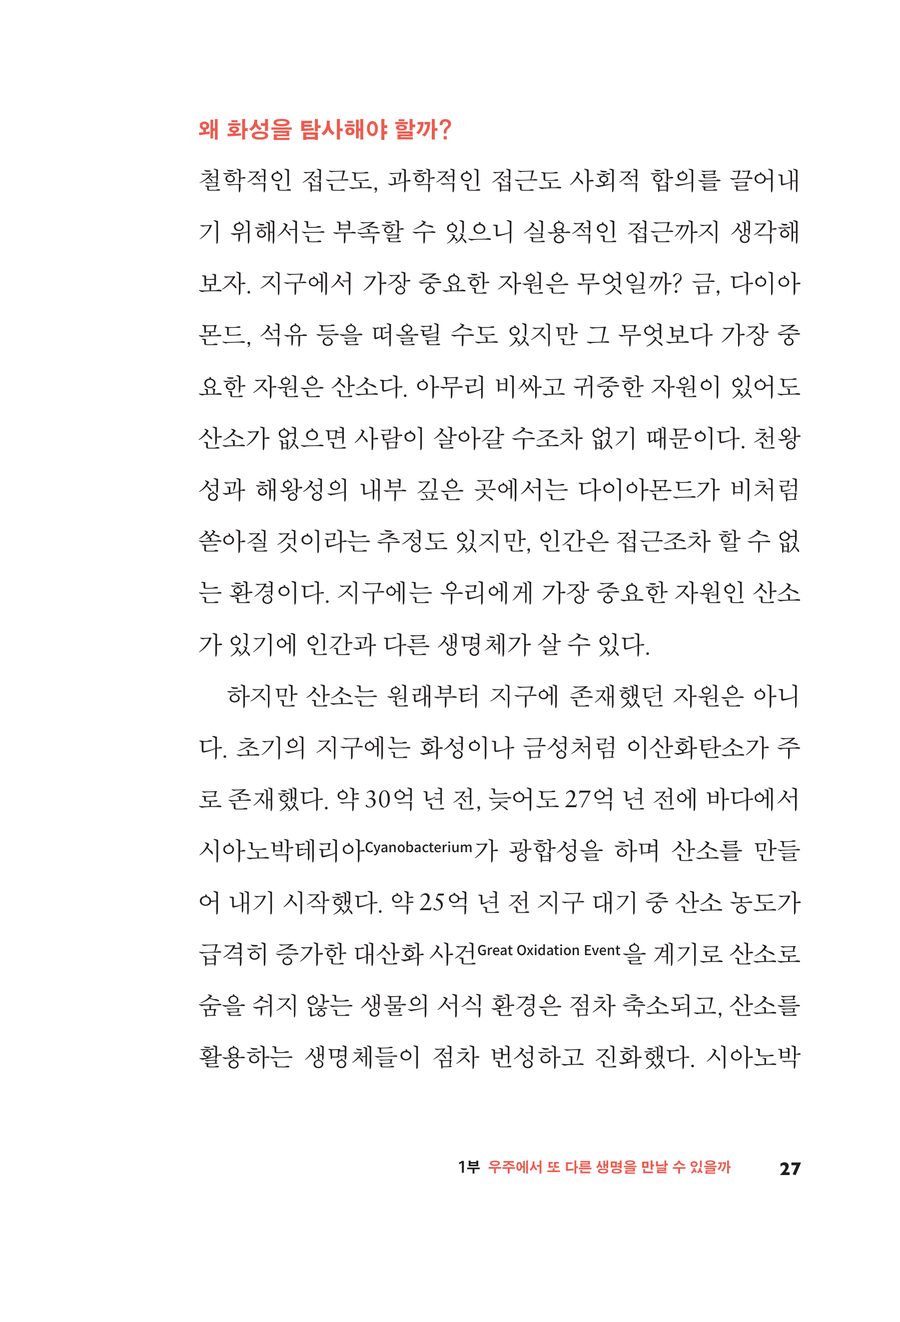 왜 화성을 탐사해야 할까?
철학적인 접근도, 과학적인 접근도 사회적 합의를 끌어내
기 위해서는 부족할 수 있으니 실용적인 접근까지 생각해
보자. 지구에서 가장 중요한 자원은 무엇일까? 금, 다이아
몬드, 석유 등을 떠올릴 수도 있지만 그 무엇보다 가장 중
요한 자원은 산소다. 아무리 비싸고 귀중한 자원이 있어도
산소가 없으면 사람이 살아갈 수조차 없기 때문이다. 천왕
성과 해왕성의 내부 깊은 곳에서는 다이아몬드가 비처럼
쏟아질 것이라는 추정도 있지만, 인간은 접근조차 할 수 없
는 환경이다. 지구에는 우리에게 가장 중요한 자원인 산소
가 있기에 인간과 다른 생명체가 살 수 있다.
하지만 산소는 원래부터 지구에 존재했던 자원은 아니
다. 초기의 지구에는 화성이나 금성처럼 이산화탄소가 주
로 존재했다. 약 30억 년 전, 늦어도 27억 년 전에 바다에서
시아노박테리아Cyanobacterium가 광합성을 하며 산소를 만들
어 내기 시작했다. 약 25억 년 전 지구 대기 중 산소 농도가
급격히 증가한 대산화 사건Great Oxidation Event을 계기로 산소로
숨을 쉬지 않는 생물의 서식 환경은 점차 축소되고, 산소를
활용하는 생명체들이 점차 번성하고 진화했다. 시아노박
1부 우주에서 또 다른 생명을 만날 수 있을까 27